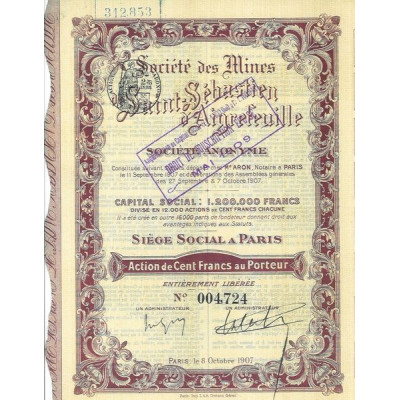 312853
Société des Mines
de Saint-Sébastien
d'Aigrefeuille
SOCIÉTÉ ANONYME
Constituée suivant acte déposé chez Mᵉ ARON, Notaire à PARIS
le 11 Septembre 1907 et délibérations des Assemblées générales
des 27 Septembre & 7 Octobre 1907.
CAPITAL SOCIAL: 1.200.000 FRANCS
DIVISÉ EN 12.000 ACTIONS DE CENT FRANCS CHACUNE
Il a été créé en outre 16000 parts de fondateur donnant droit aux
avantages indiqués aux Statuts.
SIÈGE SOCIAL A PARIS
Action de Cent Francs au Porteur
ENTIÈREMENT LIBÉRÉE
Nº 004,724
UN ADMINISTRATEUR UN ADMINISTRATEUR
PARIS, le 8 Octobre 1907